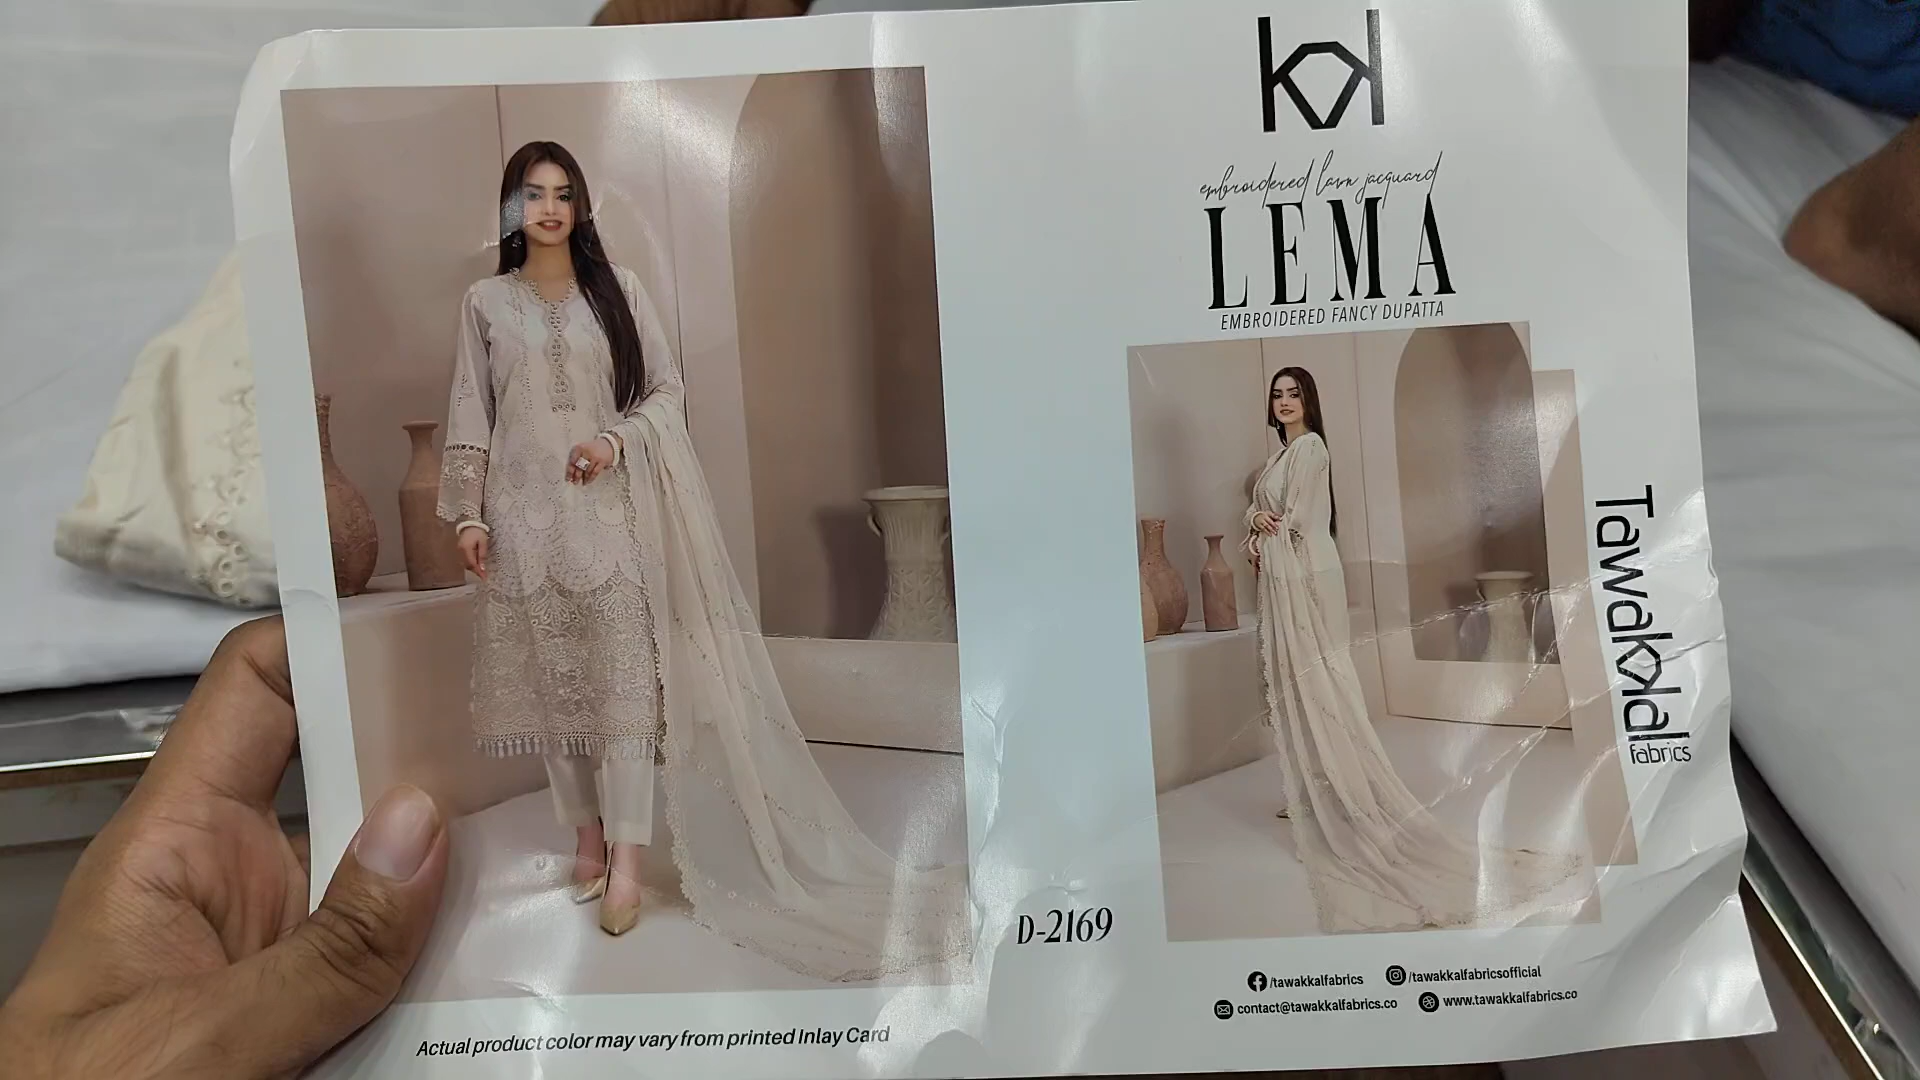 embroidered lawn jacquard
LEMA
EMBROIDERED FANCY DUPATTA
Tawakkal
fabrics
D-2169
/tawakkalfabrics
/tawakkalfabricsofficial
contact@tawakkalfabrics.co
www.tawakkalfabrics.co
Actual product color may vary from printed Inlay Card